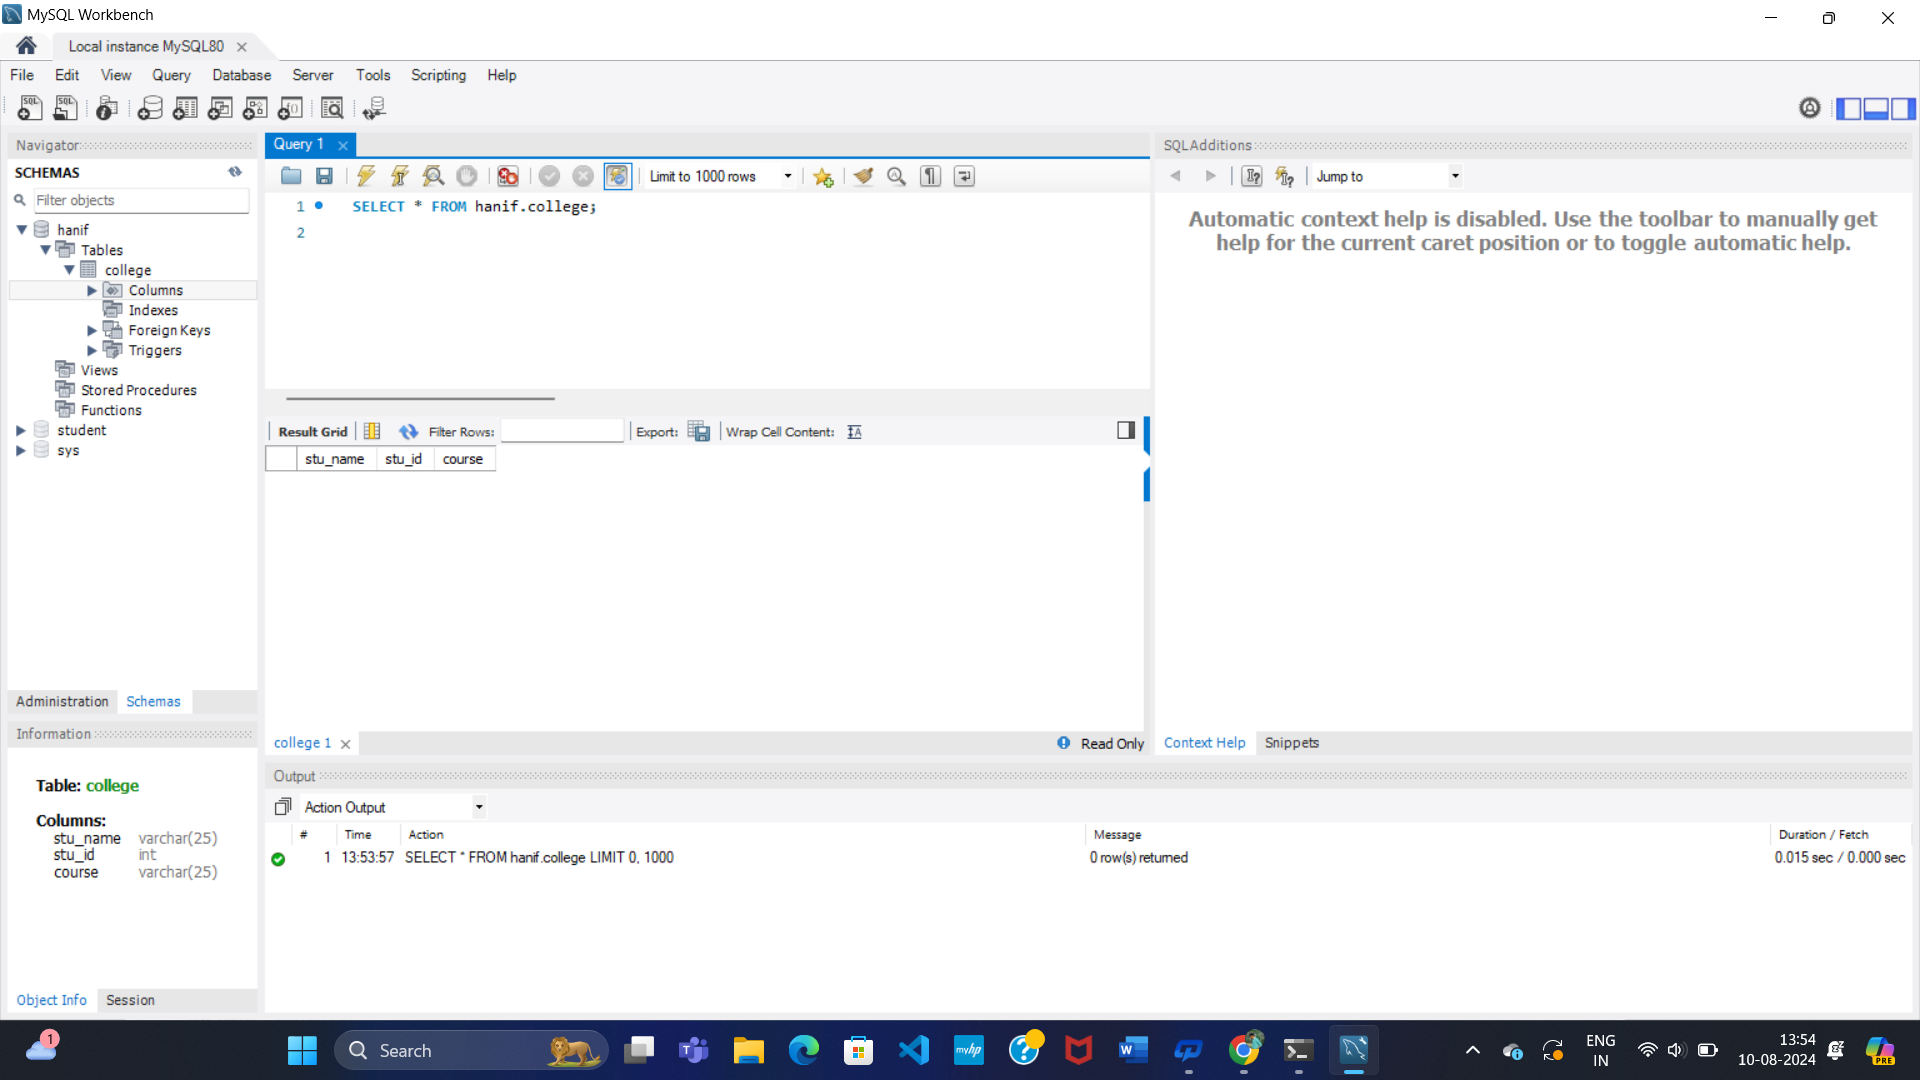 MySQL Workbench
Local instance MySQL80
File Edit View Query Database Server Tools Scripting Help
Navigator
SCHEMAS
Filter objects
hanif
Tables
college
Columns
Indexes
Foreign Keys
Triggers
Views
Stored Procedures
Functions
student
sys
Administration Schemas
Information
Table: college
Columns:
stu_name varchar(25)
stu_id int
course varchar(25)
Object Info Session
Query 1
Limit to 1000 rows
1 SELECT * FROM hanif.college;
2
Result Grid Filter Rows: Export: Wrap Cell Content:
stu_name stu_id course
college 1 Read Only
SQLAdditions
Jump to
Automatic context help is disabled. Use the toolbar to manually get
help for the current caret position or to toggle automatic help.
Context Help Snippets
Output
Action Output
# Time Action Message Duration / Fetch
1 13:53:57 SELECT * FROM hanif.college LIMIT 0, 1000 0 row(s) returned 0.015 sec / 0.000 sec
1
Search
ENG
IN
13:54
10-08-2024